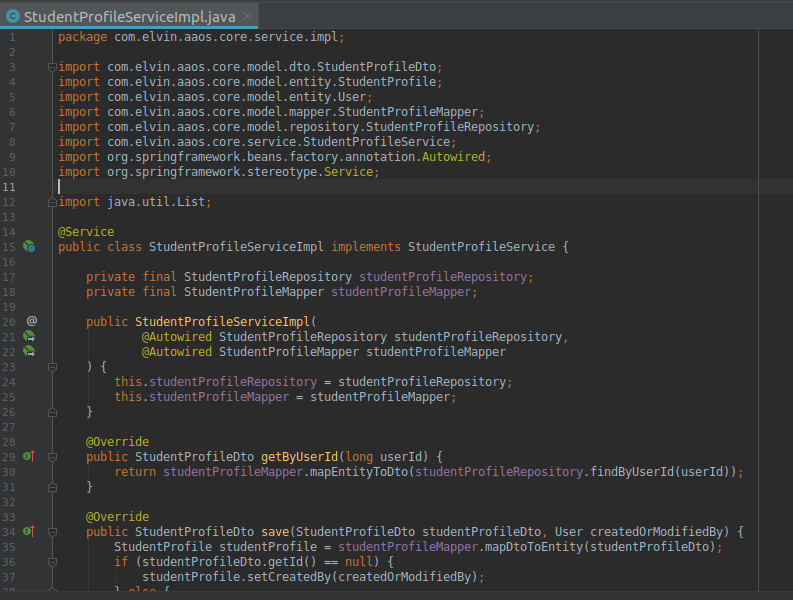 StudentProfileServiceImpl.java
1 package com.elvin.aaos.core.service.impl;
2
3 import com.elvin.aaos.core.model.dto.StudentProfileDto;
4 import com.elvin.aaos.core.model.entity.StudentProfile;
5 import com.elvin.aaos.core.model.entity.User;
6 import com.elvin.aaos.core.model.mapper.StudentProfileMapper;
7 import com.elvin.aaos.core.model.repository.StudentProfileRepository;
8 import com.elvin.aaos.core.service.StudentProfileService;
9 import org.springframework.beans.factory.annotation.Autowired;
10 import org.springframework.stereotype.Service;
11
12 import java.util.List;
13
14 @Service
15 public class StudentProfileServiceImpl implements StudentProfileService {
16
17 private final StudentProfileRepository studentProfileRepository;
18 private final StudentProfileMapper studentProfileMapper;
19
20 @ public StudentProfileServiceImpl(
21 @Autowired StudentProfileRepository studentProfileRepository,
22 @Autowired StudentProfileMapper studentProfileMapper
23 ) {
24 this.studentProfileRepository = studentProfileRepository;
25 this.studentProfileMapper = studentProfileMapper;
26 }
27
28 @Override
29 public StudentProfileDto getByUserId(long userId) {
30 return studentProfileMapper.mapEntityToDto(studentProfileRepository.findByUserId(userId));
31 }
32
33 @Override
34 public StudentProfileDto save(StudentProfileDto studentProfileDto, User createdOrModifiedBy) {
35 StudentProfile studentProfile = studentProfileMapper.mapDtoToEntity(studentProfileDto);
36 if (studentProfileDto.getId() == null) {
37 studentProfile.setCreatedBy(createdOrModifiedBy);
38 } else {